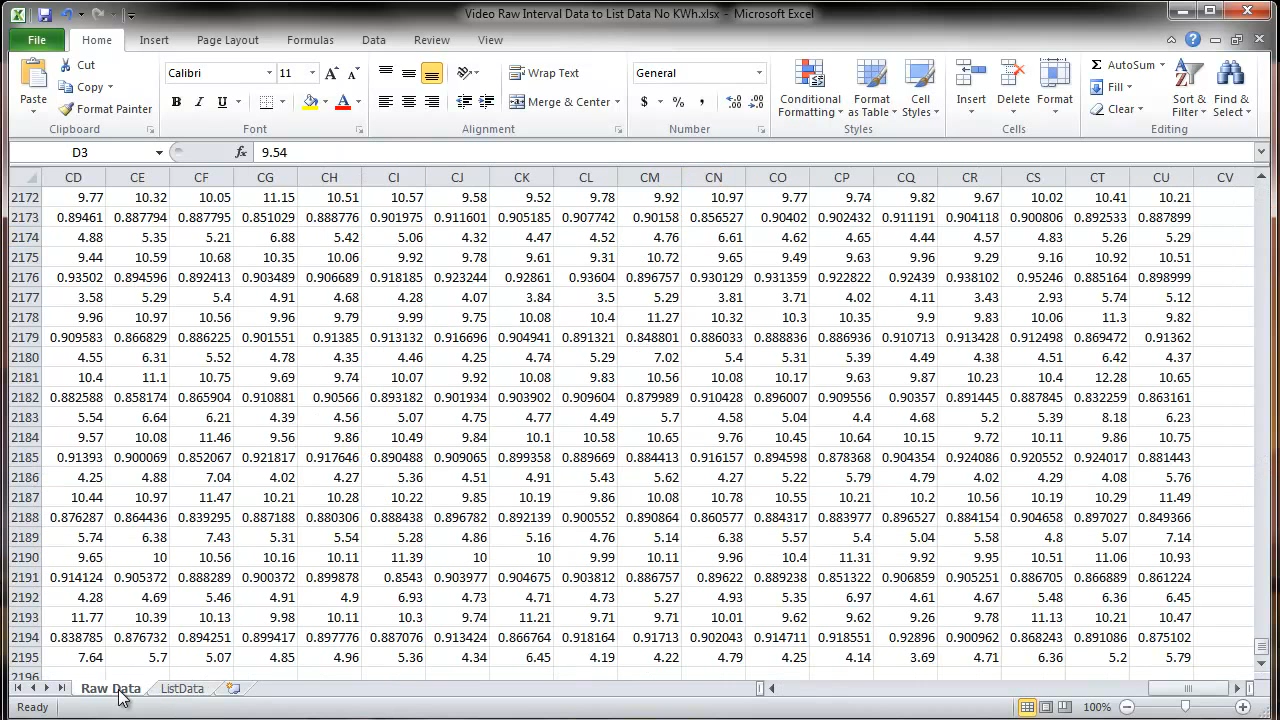 Video Raw Interval Data to List Data No KWh.xlsx - Microsoft Excel
File Home Insert Page Layout Formulas Data Review View
Paste Cut Copy Format Painter Clipboard
Calibri 11 B I U A Font
Wrap Text Merge & Center Alignment
General $ % , Number
Conditional Formatting Format as Table Cell Styles Styles
Insert Delete Format Cells
AutoSum Fill Clear Sort & Filter Find & Select Editing
D3 fx 9.54
CD CE CF CG CH CI CJ CK CL CM CN CO CP CQ CR CS CT CU CV
2172 9.77 10.32 10.05 11.15 10.51 10.57 9.58 9.52 9.78 9.92 10.97 9.77 9.74 9.82 9.67 10.02 10.41 10.21
2173 0.89461 0.887794 0.887795 0.851029 0.888776 0.901975 0.911601 0.905185 0.907742 0.90158 0.856527 0.90402 0.902432 0.911191 0.904118 0.900806 0.892533 0.887899
2174 4.88 5.35 5.21 6.88 5.42 5.06 4.32 4.47 4.52 4.76 6.61 4.62 4.65 4.44 4.57 4.83 5.26 5.29
2175 9.44 10.59 10.68 10.35 10.06 9.92 9.78 9.61 9.31 10.72 9.65 9.49 9.63 9.96 9.29 9.16 10.92 10.51
2176 0.93502 0.894596 0.892413 0.903489 0.906689 0.918185 0.923244 0.92861 0.93604 0.896757 0.930129 0.931359 0.922822 0.92439 0.938102 0.95246 0.885164 0.898999
2177 3.58 5.29 5.4 4.91 4.68 4.28 4.07 3.84 3.5 5.29 3.81 3.71 4.02 4.11 3.43 2.93 5.74 5.12
2178 9.96 10.97 10.56 9.96 9.79 9.99 9.75 10.08 10.4 11.27 10.32 10.3 10.35 9.9 9.83 10.06 11.3 9.82
2179 0.909583 0.866829 0.886225 0.901551 0.91385 0.913132 0.916696 0.904941 0.891321 0.848801 0.886033 0.888836 0.886936 0.910713 0.913428 0.912498 0.869472 0.91362
2180 4.55 6.31 5.52 4.78 4.35 4.46 4.25 4.74 5.29 7.02 5.4 5.31 5.39 4.49 4.38 4.51 6.42 4.37
2181 10.4 11.1 10.75 9.69 9.74 10.07 9.92 10.08 9.83 10.56 10.08 10.17 9.63 9.87 10.23 10.4 12.28 10.65
2182 0.882588 0.858174 0.865904 0.910881 0.90566 0.893182 0.901934 0.903902 0.909604 0.879989 0.910428 0.896007 0.909556 0.90357 0.891445 0.887845 0.832259 0.863161
2183 5.54 6.64 6.21 4.39 4.56 5.07 4.75 4.77 4.49 5.7 4.58 5.04 4.4 4.68 5.2 5.39 8.18 6.23
2184 9.57 10.08 11.46 9.56 9.86 10.49 9.84 10.1 10.58 10.65 9.76 10.45 10.64 10.15 9.72 10.11 9.86 10.75
2185 0.91393 0.900069 0.852067 0.921817 0.917646 0.890488 0.909065 0.899358 0.889669 0.884413 0.916157 0.894598 0.878368 0.904354 0.924086 0.920552 0.924017 0.881443
2186 4.25 4.88 7.04 4.02 4.27 5.36 4.51 4.91 5.43 5.62 4.27 5.22 5.79 4.79 4.02 4.29 4.08 5.76
2187 10.44 10.97 11.47 10.21 10.28 10.22 9.85 10.19 9.86 10.08 10.78 10.55 10.21 10.2 10.56 10.19 10.29 11.49
2188 0.876287 0.864436 0.839295 0.887188 0.880306 0.888438 0.896782 0.892139 0.900552 0.890864 0.860577 0.884317 0.883977 0.896527 0.884154 0.904658 0.897027 0.849366
2189 5.74 6.38 7.43 5.31 5.54 5.28 4.86 5.16 4.76 5.14 6.38 5.57 5.4 5.04 5.58 4.8 5.07 7.14
2190 9.65 10 10.56 10.16 10.11 11.39 10 10 9.99 10.11 9.96 10.4 11.31 9.92 9.95 10.51 11.06 10.93
2191 0.914124 0.905372 0.888289 0.900372 0.899878 0.8543 0.903977 0.904675 0.903812 0.886757 0.89622 0.889238 0.851322 0.906859 0.905251 0.886705 0.866889 0.861224
2192 4.28 4.69 5.46 4.91 4.9 6.93 4.73 4.71 4.73 5.27 4.93 5.35 6.97 4.61 4.67 5.48 6.36 6.45
2193 11.77 10.39 10.13 9.98 10.39 10.3 9.74 11.21 9.71 9.71 10.01 9.62 9.62 9.26 9.78 11.13 10.21 10.47
2194 0.838785 0.876732 0.894251 0.899417 0.897776 0.887076 0.913424 0.866764 0.918164 0.91713 0.902043 0.914711 0.918551 0.92896 0.900962 0.868243 0.891086 0.875102
2195 7.64 5.7 5.07 4.85 4.96 5.36 4.34 6.45 4.19 4.22 4.79 4.25 4.14 3.69 4.71 6.36 5.2 5.79
2196
Raw Data ListData
Ready 100%